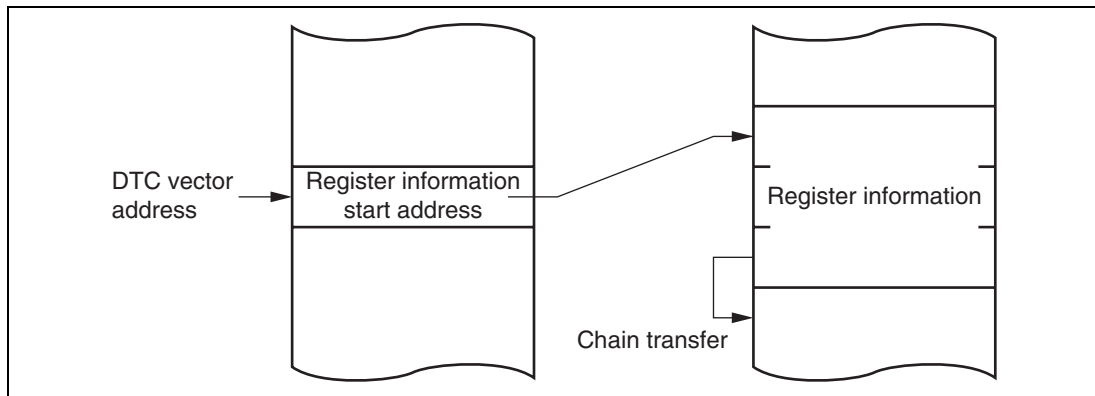 DTC vector
address
Register information
start address
Register information
Chain transfer